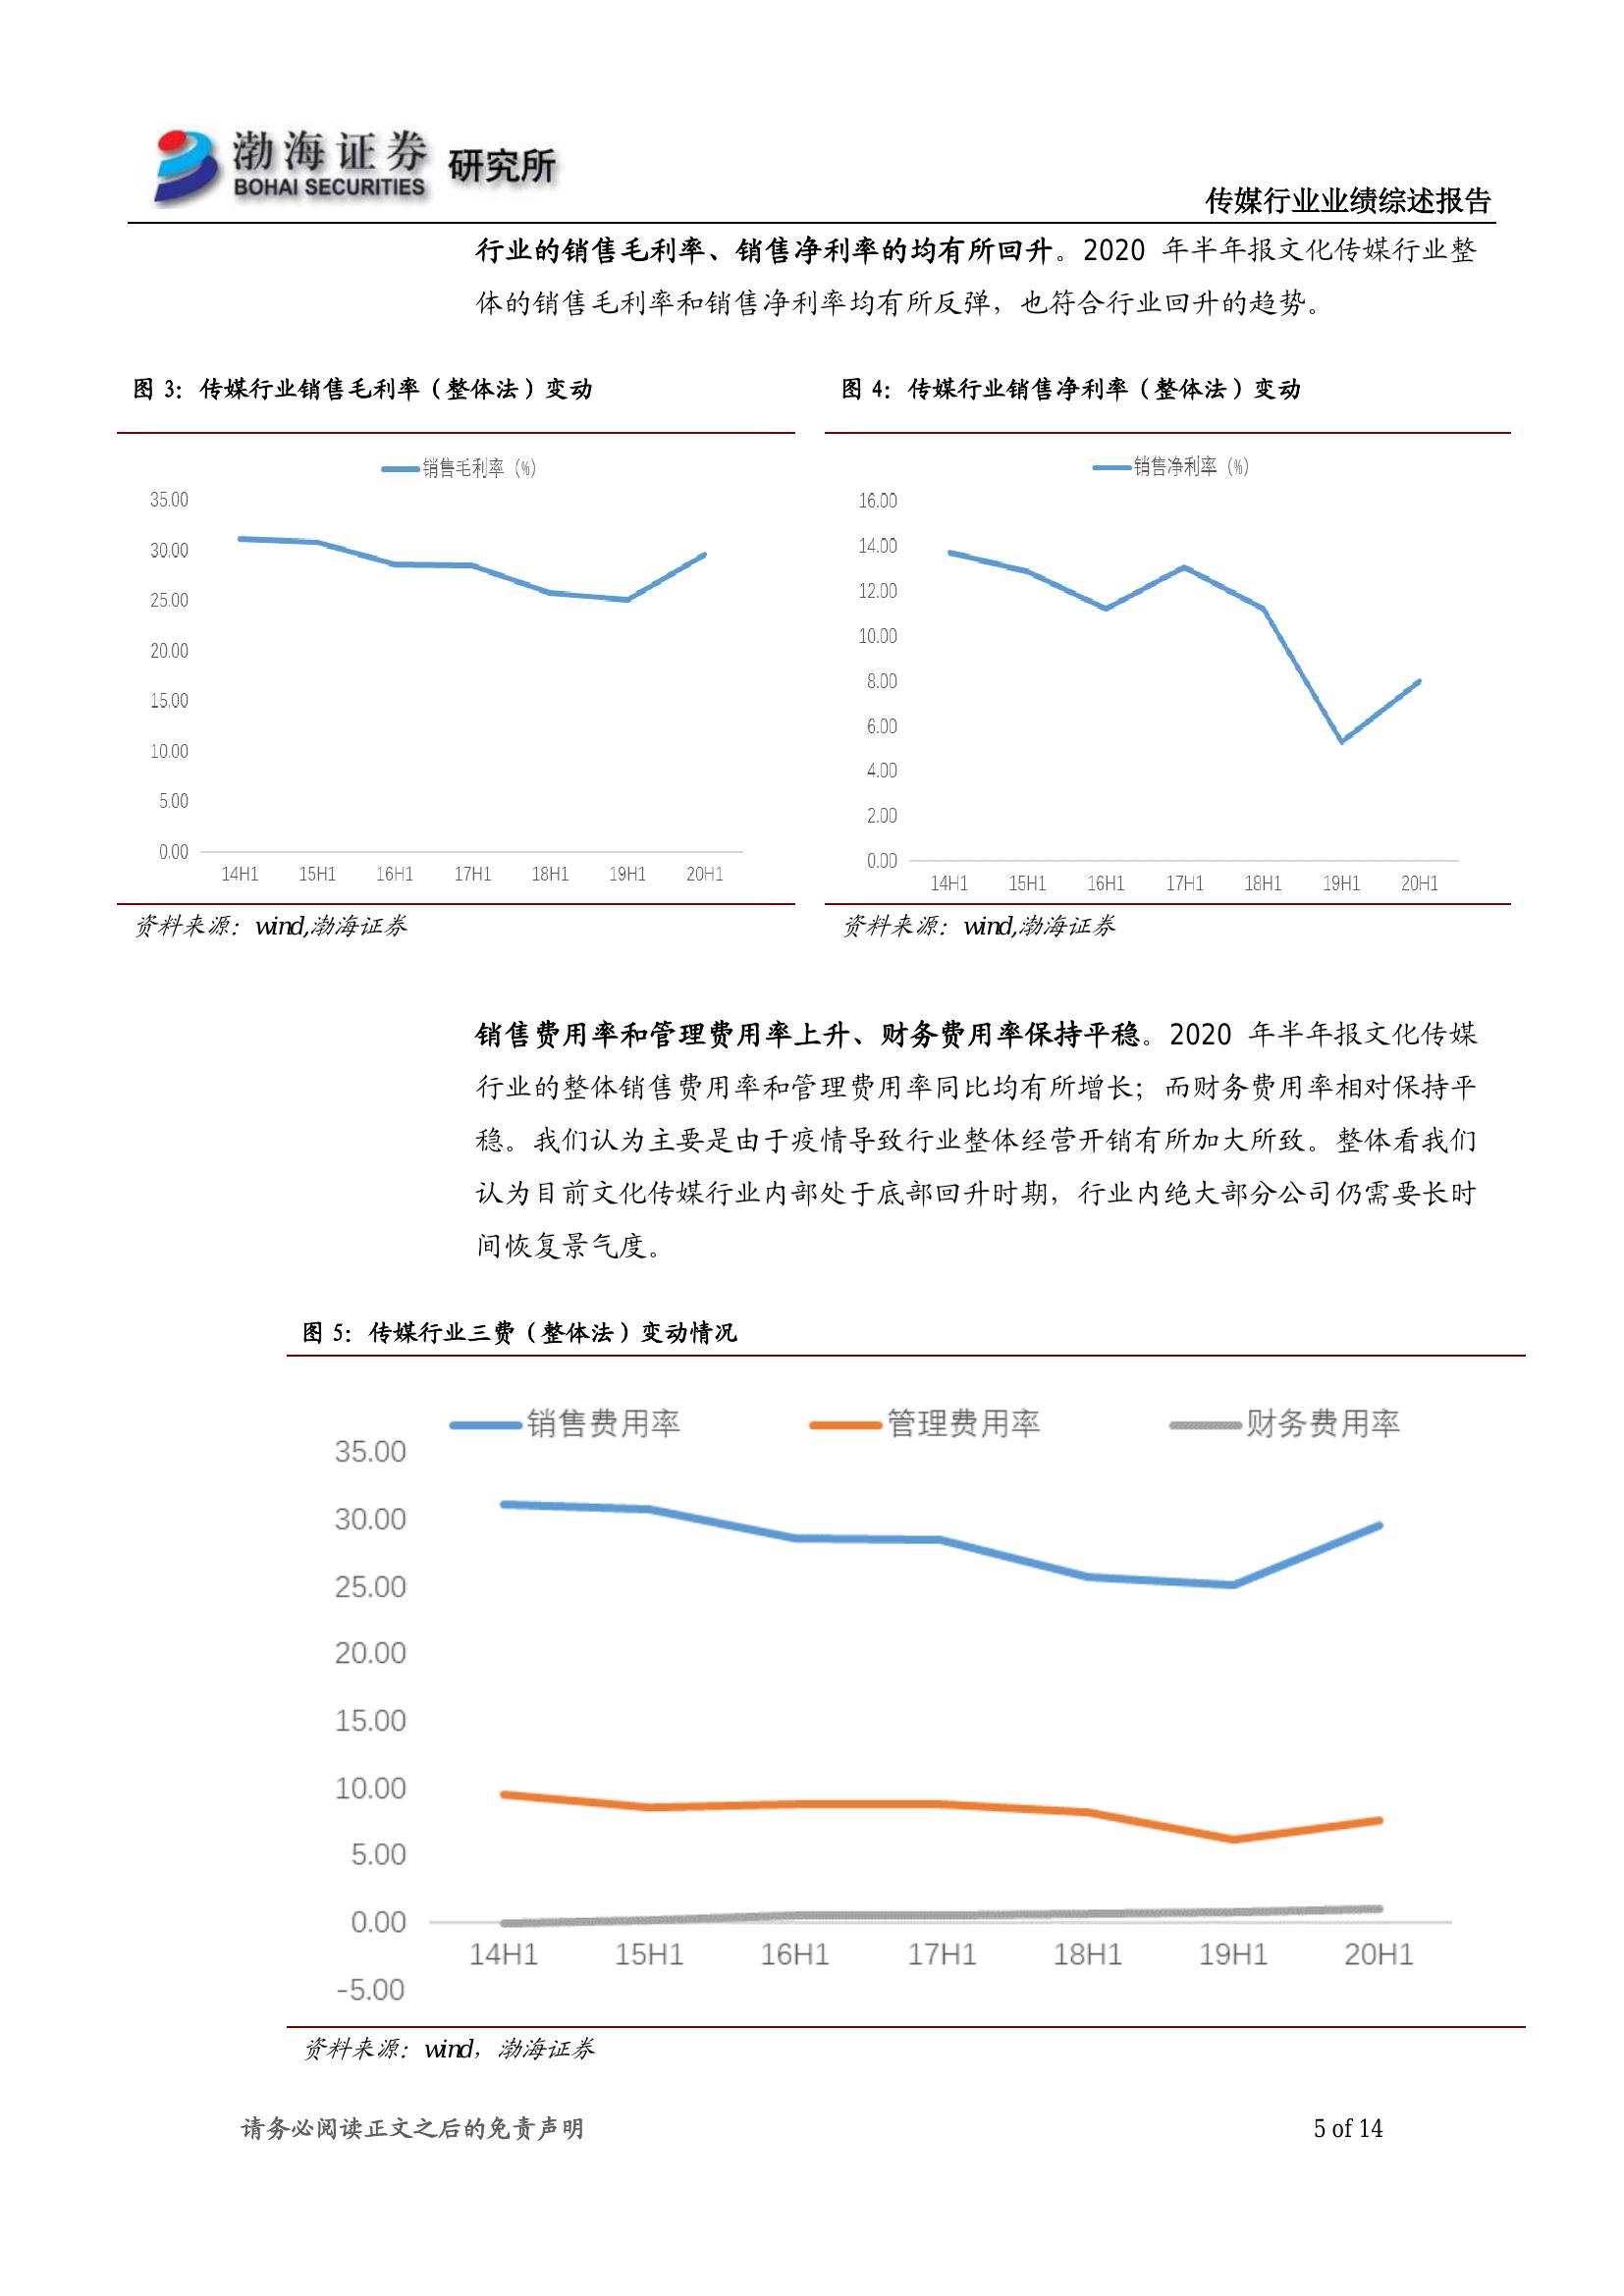 渤海证券 研究所
BOHAI SECURITIES
传媒行业业绩综述报告
行业的销售毛利率、销售净利率的均有所回升。2020 年半年报文化传媒行业整
体的销售毛利率和销售净利率均有所反弹，也符合行业回升的趋势。
图 3：传媒行业销售毛利率（整体法）变动
销售毛利率（%）
35.00
30.00
25.00
20.00
15.00
10.00
5.00
0.00
14H1 15H1 16H1 17H1 18H1 19H1 20H1
资料来源：wind,渤海证券
图 4：传媒行业销售净利率（整体法）变动
销售净利率（%）
16.00
14.00
12.00
10.00
8.00
6.00
4.00
2.00
0.00
14H1 15H1 16H1 17H1 18H1 19H1 20H1
资料来源：wind,渤海证券
销售费用率和管理费用率上升、财务费用率保持平稳。2020 年半年报文化传媒
行业的整体销售费用率和管理费用率同比均有所增长；而财务费用率相对保持平
稳。我们认为主要是由于疫情导致行业整体经营开销有所加大所致。整体看我们
认为目前文化传媒行业内部处于底部回升时期，行业内绝大部分公司仍需要长时
间恢复景气度。
图 5：传媒行业三费（整体法）变动情况
销售费用率 管理费用率 财务费用率
35.00
30.00
25.00
20.00
15.00
10.00
5.00
0.00
14H1 15H1 16H1 17H1 18H1 19H1 20H1
-5.00
资料来源：wind，渤海证券
请务必阅读正文之后的免责声明 5 of 14